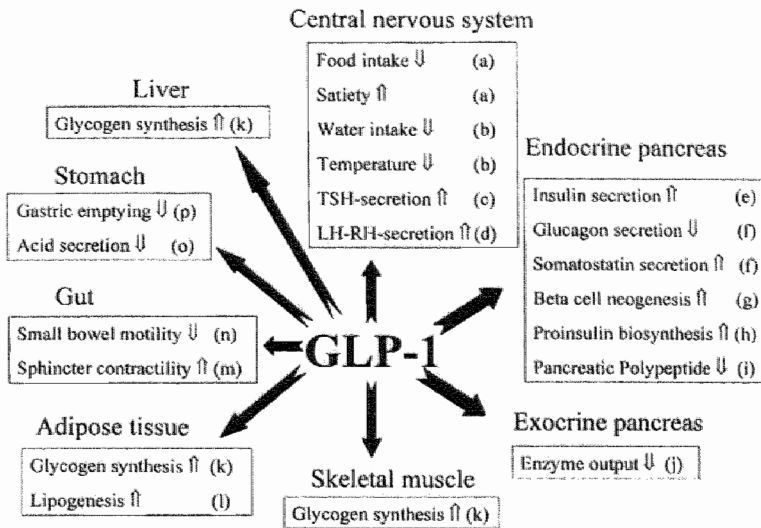 Central nervous system
Food intake ⇓ (a)
Satiety ⇑ (a)
Water intake ⇓ (b)
Temperature ⇓ (b)
TSH-secretion ⇑ (c)
LH-RH-secretion ⇑ (d)
Liver
Glycogen synthesis ⇑ (k)
Stomach
Gastric emptying ⇓ (p)
Acid secretion ⇓ (o)
Endocrine pancreas
Insulin secretion ⇑ (e)
Glucagon secretion ⇓ (f)
Somatostatin secretion ⇑ (f)
Beta cell neogenesis ⇑ (g)
Proinsulin biosynthesis ⇑ (h)
Pancreatic Polypeptide ⇓ (i)
Gut
Small bowel motility ⇓ (n)
Sphincter contractility ⇑ (m)
GLP-1
Adipose tissue
Glycogen synthesis ⇑ (k)
Lipogenesis ⇑ (l)
Skeletal muscle
Glycogen synthesis ⇑ (k)
Exocrine pancreas
Enzyme output ⇓ (j)